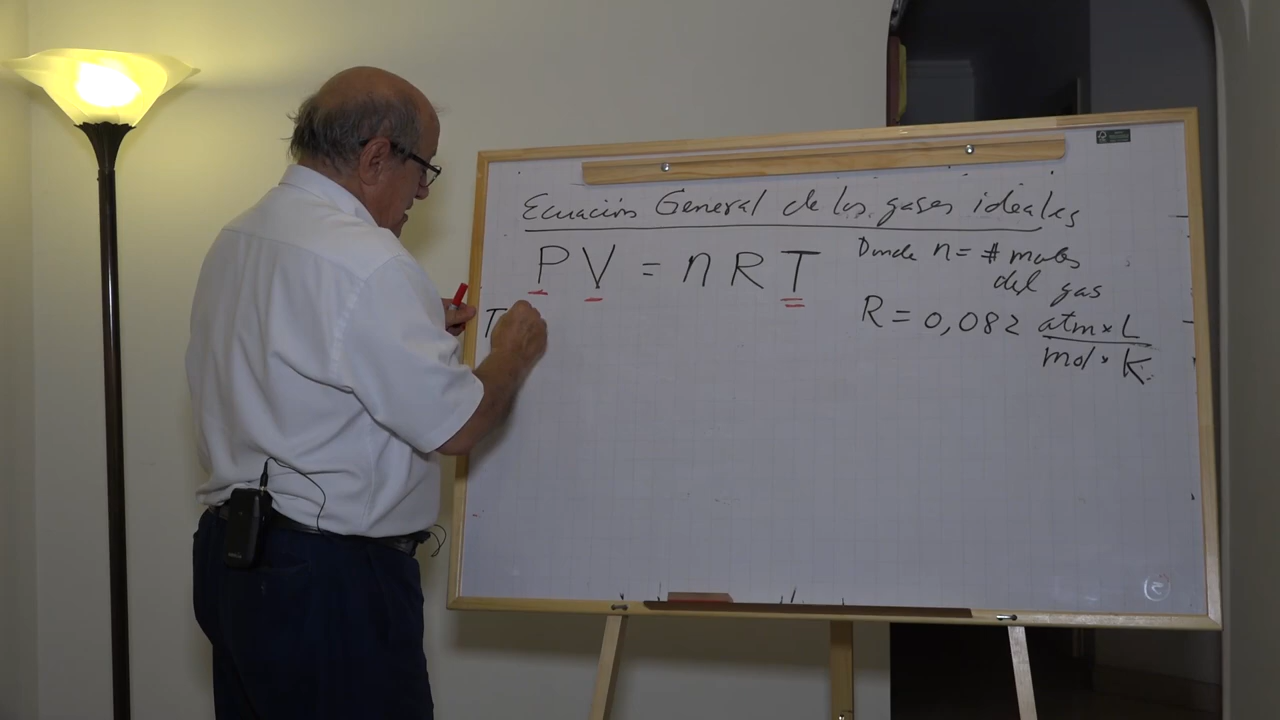 Ecuación General de los gases ideales
PV = nRT
Donde n = # moles
del gas
R = 0,082 atm × L
mol × K
T